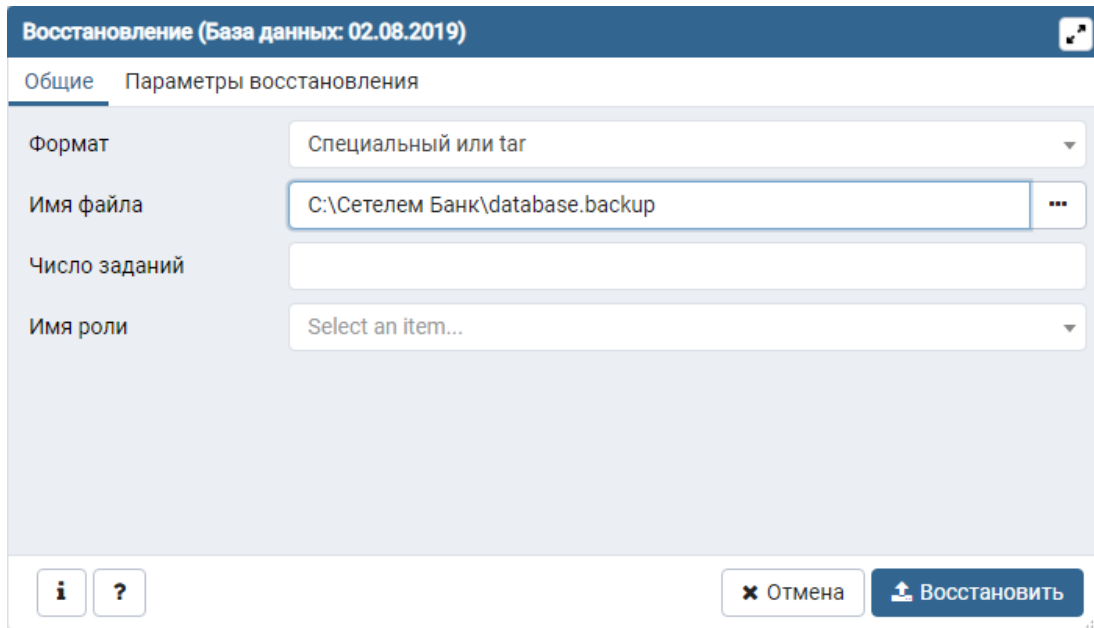 Восстановление (База данных: 02.08.2019)
Общие Параметры восстановления
Формат Специальный или tar
Имя файла C:\Сетелем Банк\database.backup ...
Число заданий
Имя роли Select an item...
i ? Отмена Восстановить